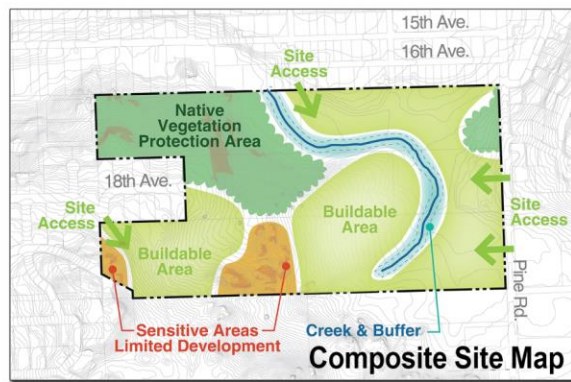 15th Ave.
16th Ave.
Site
Access
Native
Vegetation
Protection Area
18th Ave.
Site
Access
Buildable
Area
Buildable
Area
Site
Access
Pine Rd.
Sensitive Areas
Limited Development
Creek & Buffer
Composite Site Map